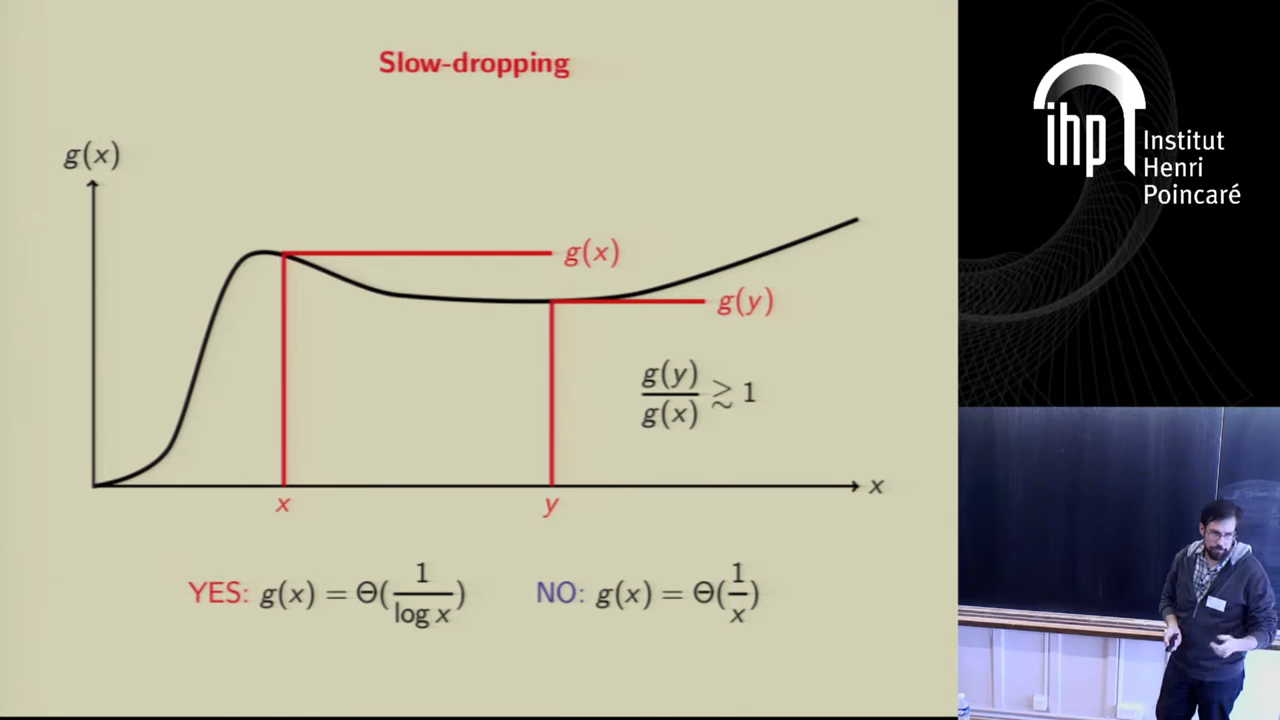 Slow-dropping
g(x)
g(x)
g(y)
g(y)/g(x) ≳ 1
x
x
y
YES: g(x) = Θ(1/log x) NO: g(x) = Θ(1/x)
ihp
Institut
Henri
Poincaré